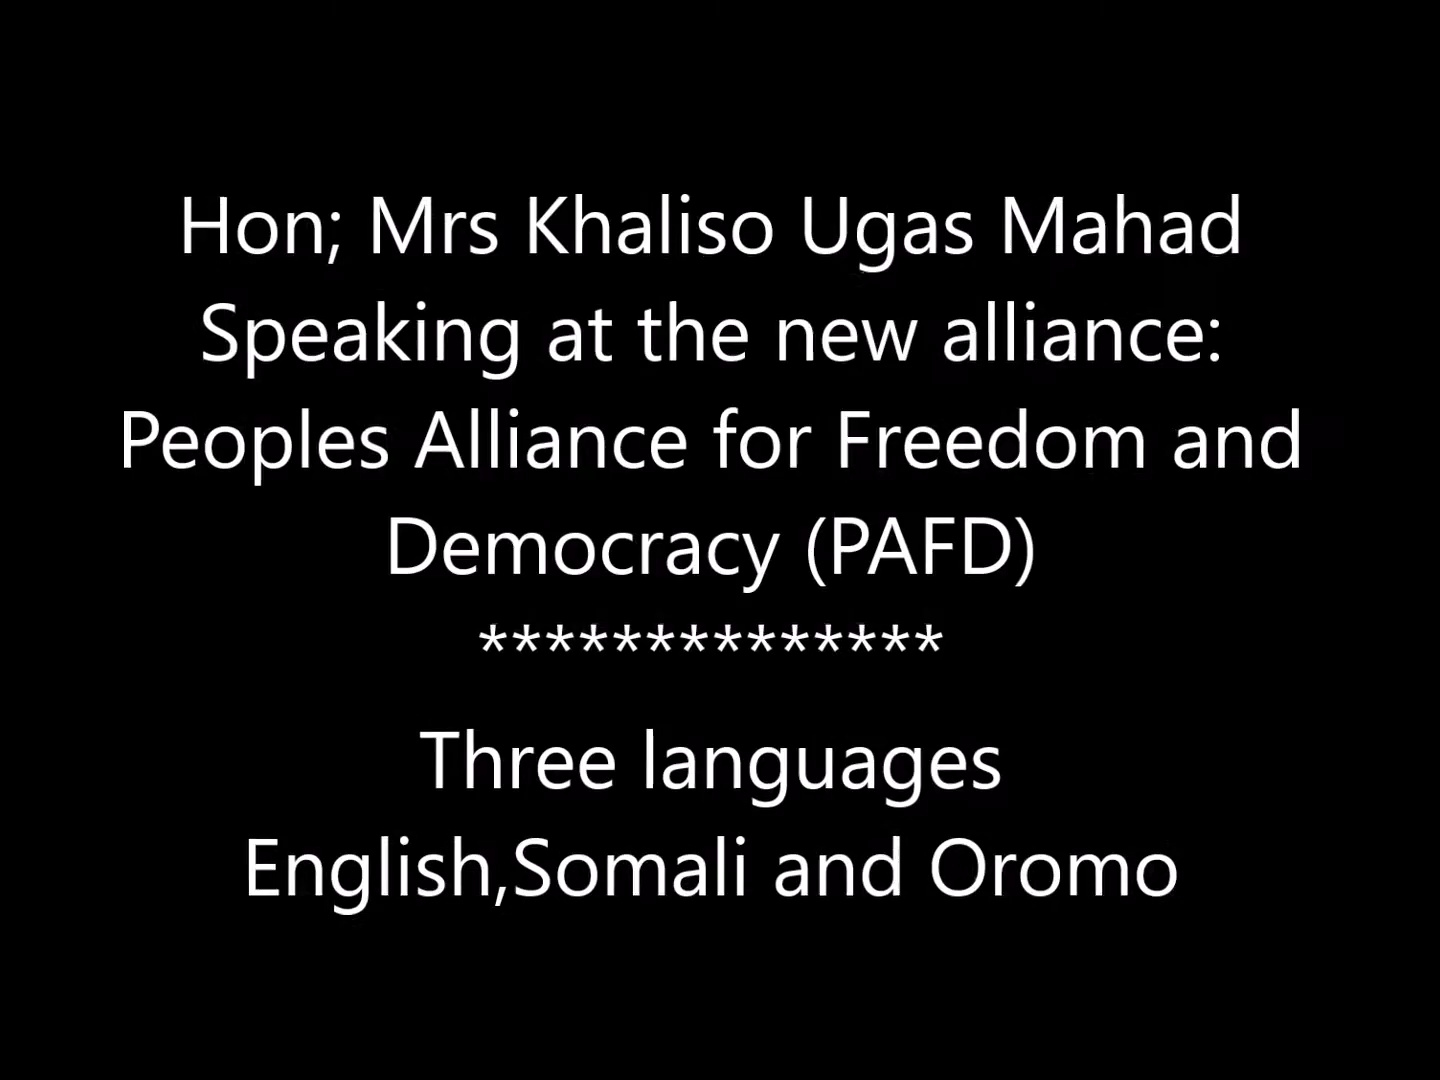 Hon; Mrs Khaliso Ugas Mahad
Speaking at the new alliance:
Peoples Alliance for Freedom and
Democracy (PAFD)
**************
Three languages
English,Somali and Oromo